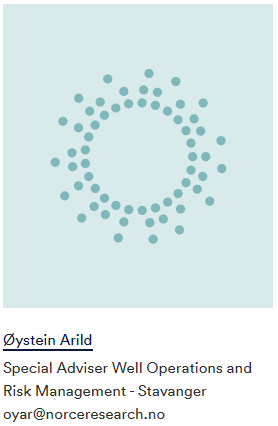 Øystein Arild
Special Adviser Well Operations and
Risk Management - Stavanger
oyar@norceresearch.no